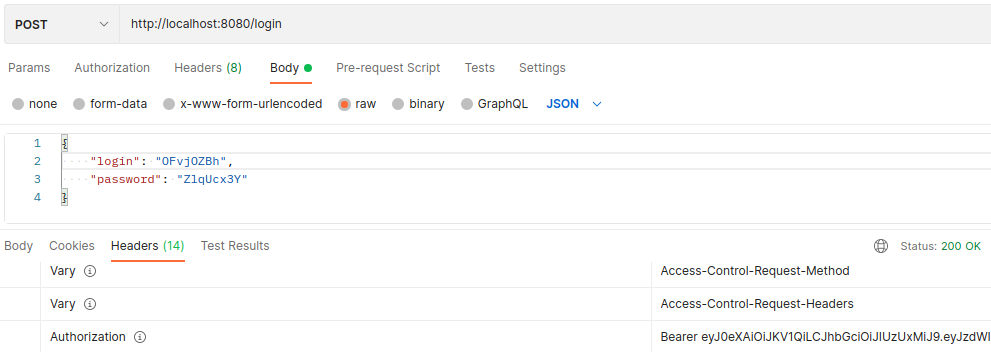 POST http://localhost:8080/login
Params Authorization Headers (8) Body Pre-request Script Tests Settings
none form-data x-www-form-urlencoded raw binary GraphQL JSON
1 {
2 "login": "OFvjOZBh",
3 "password": "ZlqUcx3Y"
4 }
Body Cookies Headers (14) Test Results Status: 200 OK
Vary Access-Control-Request-Method
Vary Access-Control-Request-Headers
Authorization Bearer eyJ0eXAiOiJKV1QiLCJhbGciOiJIUzUxMiJ9.eyJzdWI